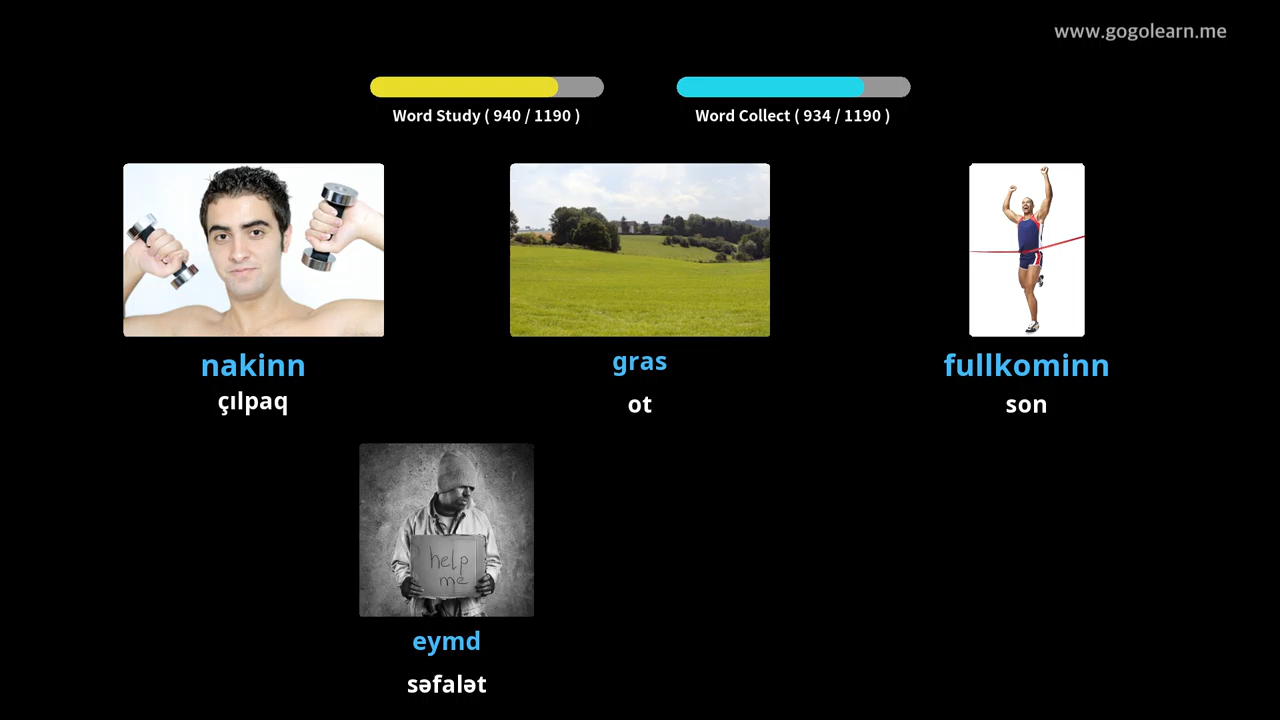 www.gogolearn.me
Word Study ( 940 / 1190 )
Word Collect ( 934 / 1190 )
nakinn
çılpaq
gras
ot
fullkominn
son
help
me
eymd
səfalət